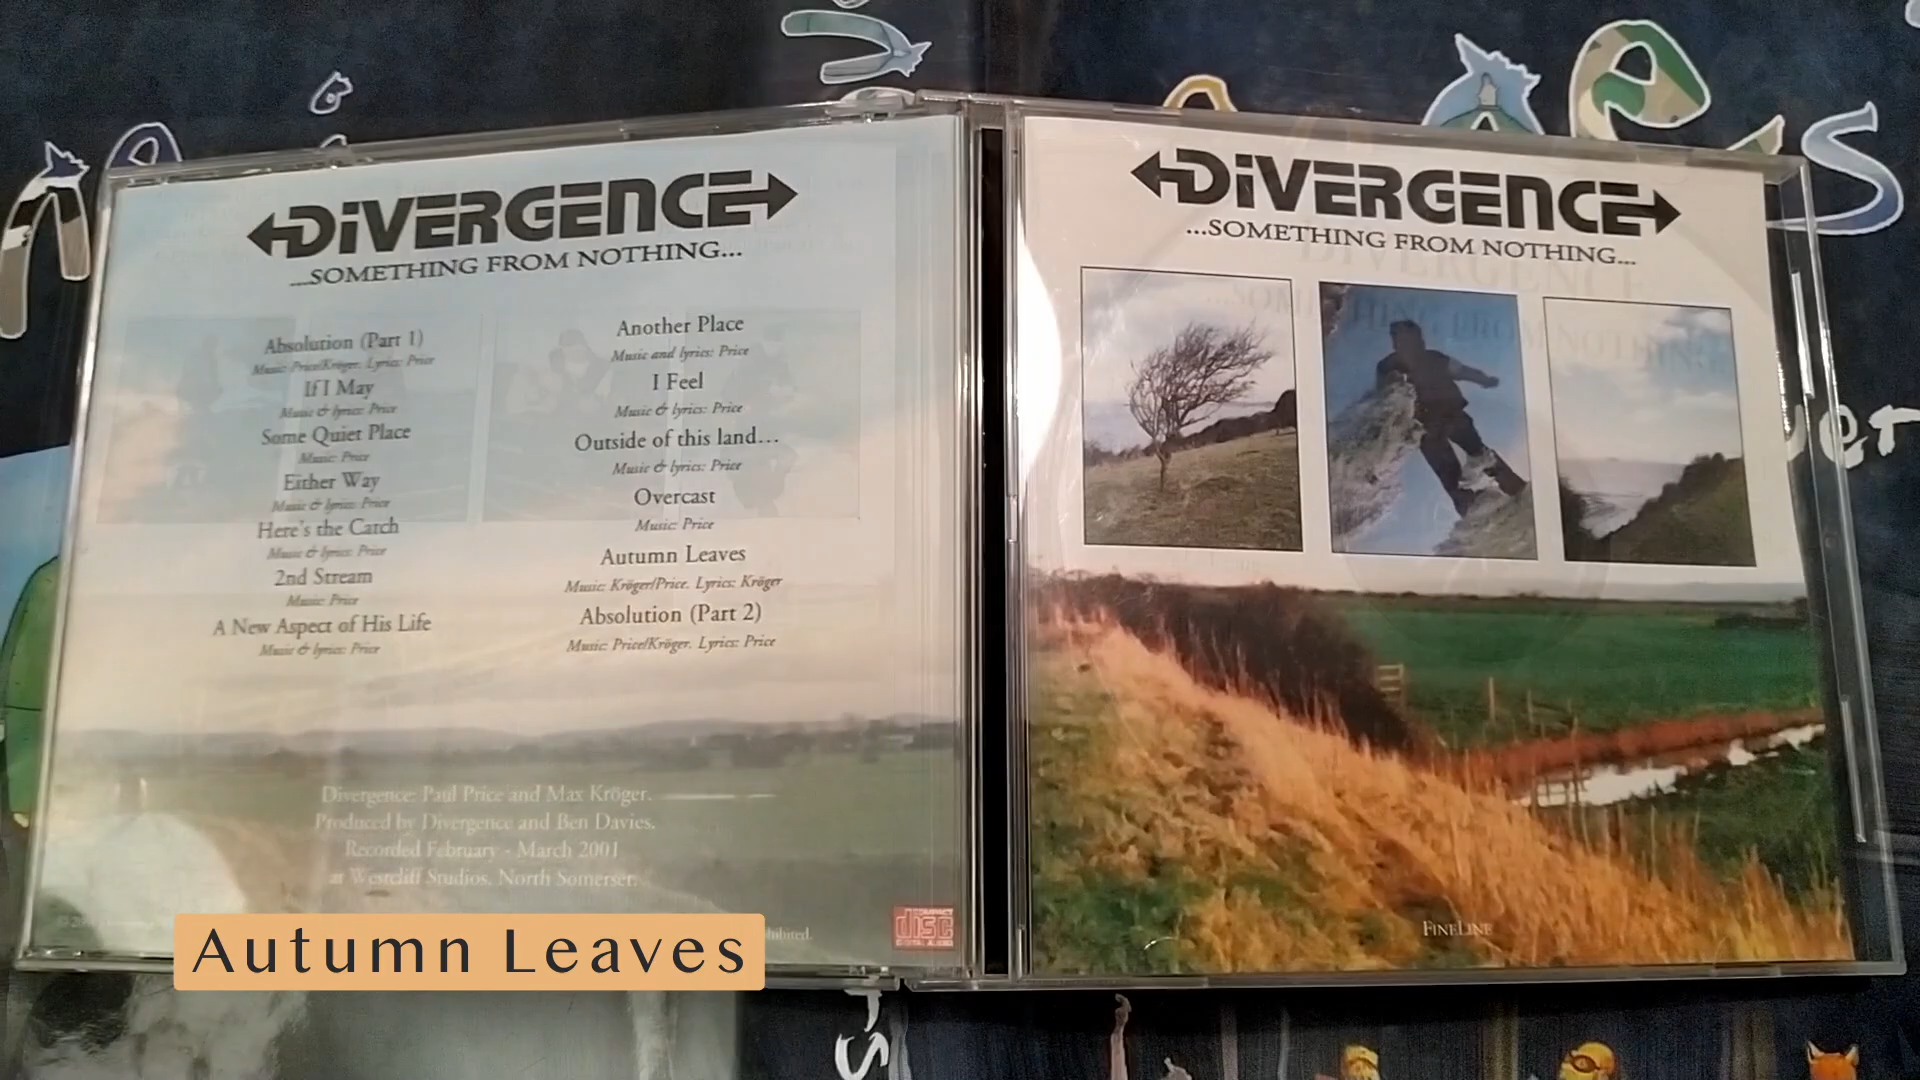 DIVERGENCE
...SOMETHING FROM NOTHING...
Absolution (Part 1)
Music: Price/Kröger. Lyrics: Price
If I May
Music & lyrics: Price
Some Quiet Place
Music: Price
Either Way
Music & lyrics: Price
Here's the Catch
Music & lyrics: Price
2nd Stream
Music: Price
A New Aspect of His Life
Music & lyrics: Price
Another Place
Music and lyrics: Price
I Feel
Music & lyrics: Price
Outside of this land...
Music & lyrics: Price
Overcast
Music: Price
Autumn Leaves
Music: Kröger/Price. Lyrics: Kröger
Absolution (Part 2)
Music: Price/Kröger. Lyrics: Price
Divergence: Paul Price and Max Kröger.
Produced by Divergence and Ben Davies.
Recorded February - March 2001
at Westcliff Studios, North Somerset.
COMPACT
disc
DIGITAL AUDIO
Autumn Leaves
DIVERGENCE
...SOMETHING FROM NOTHING...
FINELINE